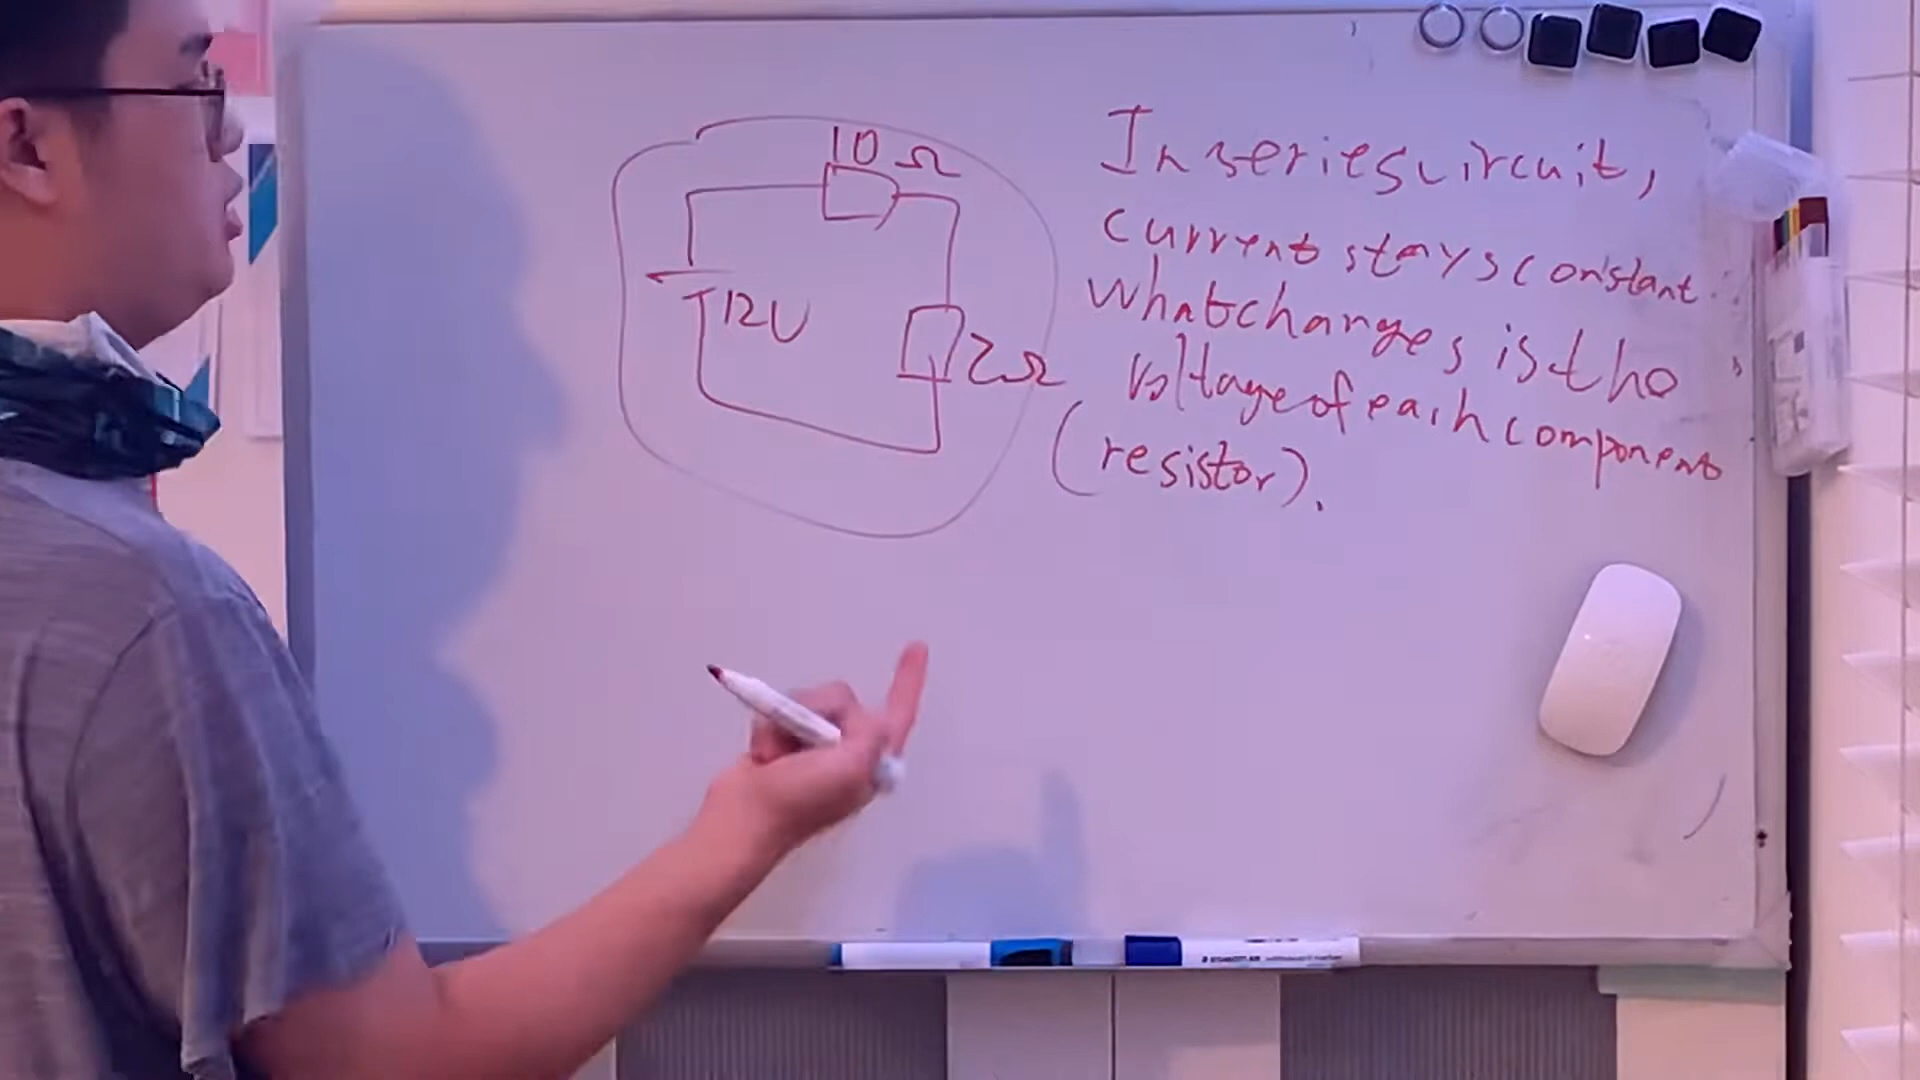 10 Ω
12V
2Ω
In series circuit,
current stays constant.
What changes is the
voltage of each component
(resistor).